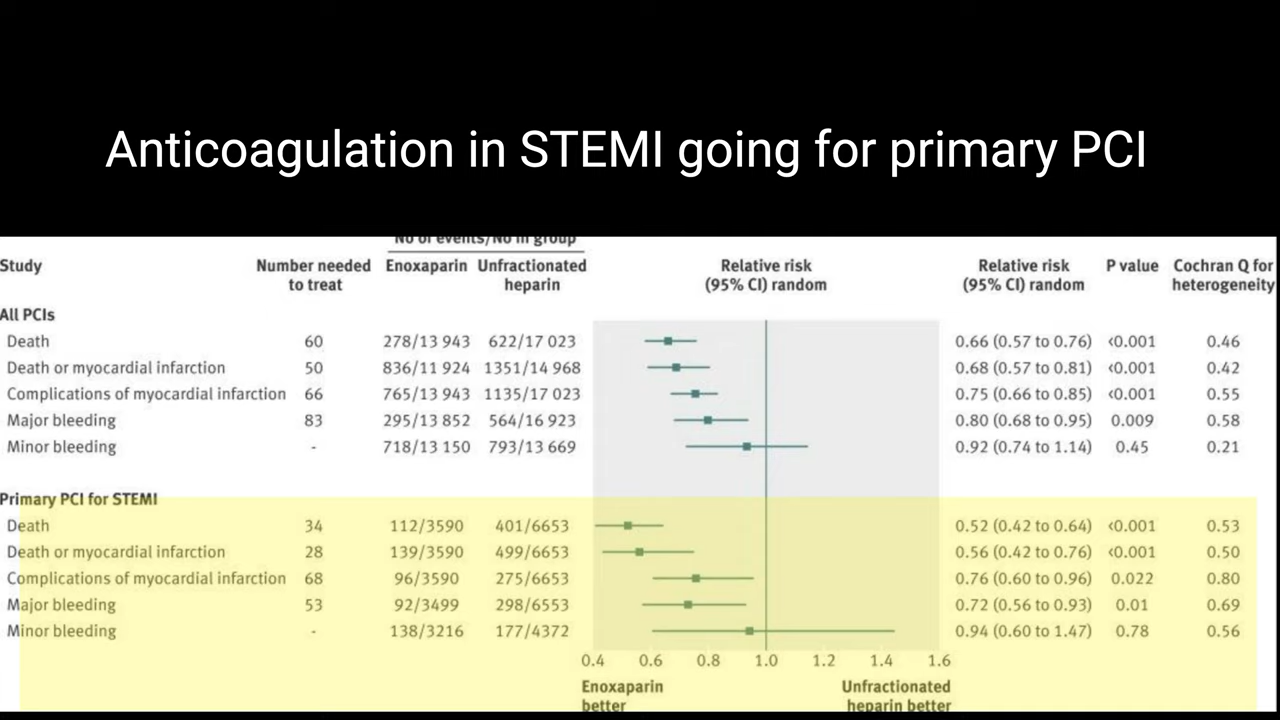 Anticoagulation in STEMI going for primary PCI
No of events/No in group
Study Number needed to treat Enoxaparin Unfractionated heparin Relative risk (95% CI) random Relative risk (95% CI) random P value Cochran Q for heterogeneity
All PCIs
Death 60 278/13 943 622/17 023 0.66 (0.57 to 0.76) <0.001 0.46
Death or myocardial infarction 50 836/11 924 1351/14 968 0.68 (0.57 to 0.81) <0.001 0.42
Complications of myocardial infarction 66 765/13 943 1135/17 023 0.75 (0.66 to 0.85) <0.001 0.55
Major bleeding 83 295/13 852 564/16 923 0.80 (0.68 to 0.95) 0.009 0.58
Minor bleeding - 718/13 150 793/13 669 0.92 (0.74 to 1.14) 0.45 0.21
Primary PCI for STEMI
Death 34 112/3590 401/6653 0.52 (0.42 to 0.64) <0.001 0.53
Death or myocardial infarction 28 139/3590 499/6653 0.56 (0.42 to 0.76) <0.001 0.50
Complications of myocardial infarction 68 96/3590 275/6653 0.76 (0.60 to 0.96) 0.022 0.80
Major bleeding 53 92/3499 298/6553 0.72 (0.56 to 0.93) 0.01 0.69
Minor bleeding - 138/3216 177/4372 0.94 (0.60 to 1.47) 0.78 0.56
0.4 0.6 0.8 1.0 1.2 1.4 1.6
Enoxaparin better Unfractionated heparin better